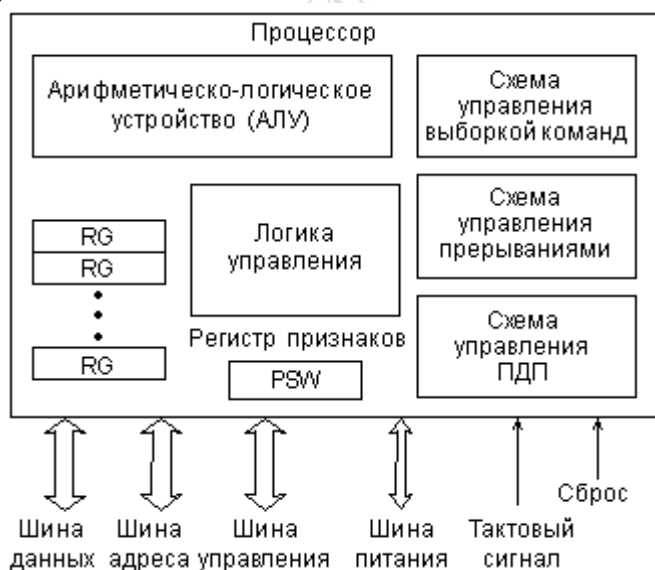 Процессор
Арифметическо-логическое
устройство (АЛУ)
Схема
управления
выборкой команд
RG
RG
RG
Логика
управления
Схема
управления
прерываниями
Регистр признаков
PSW
Схема
управления
ПДП
Сброс
Шина
данных
Шина
адреса
Шина
управления
Шина
питания
Тактовый
сигнал